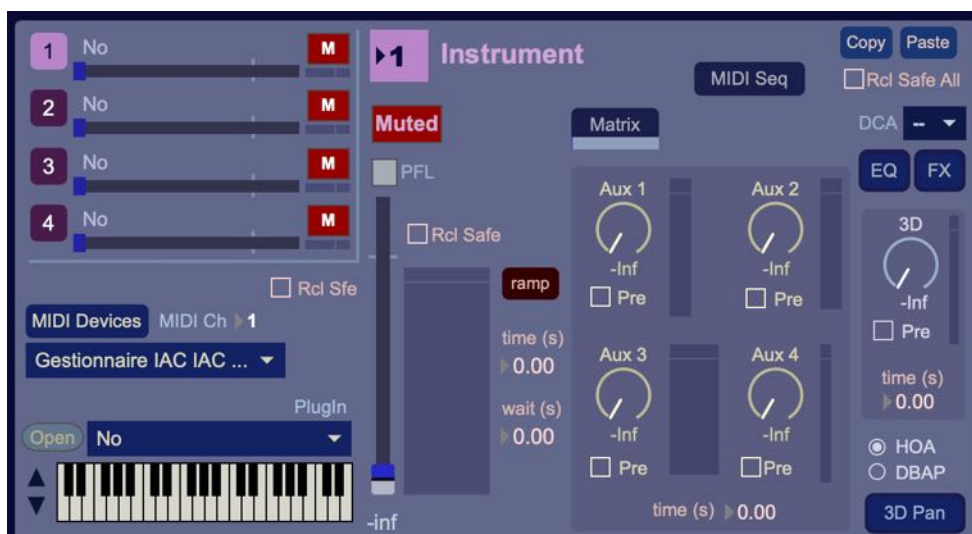 1 No M
2 No M
3 No M
4 No M
Rcl Sfe
MIDI Devices MIDI Ch 1
Gestionnaire IAC IAC ...
PlugIn
Open No
1 Instrument
Muted
PFL
Rcl Safe
ramp
time (s)
0.00
wait (s)
0.00
-inf
MIDI Seq
Matrix
Aux 1 Aux 2
-Inf -Inf
Pre Pre
Aux 3 Aux 4
-Inf -Inf
Pre Pre
time (s) 0.00
Copy Paste
Rcl Safe All
DCA --
EQ FX
3D
-Inf
Pre
time (s)
0.00
HOA
DBAP
3D Pan